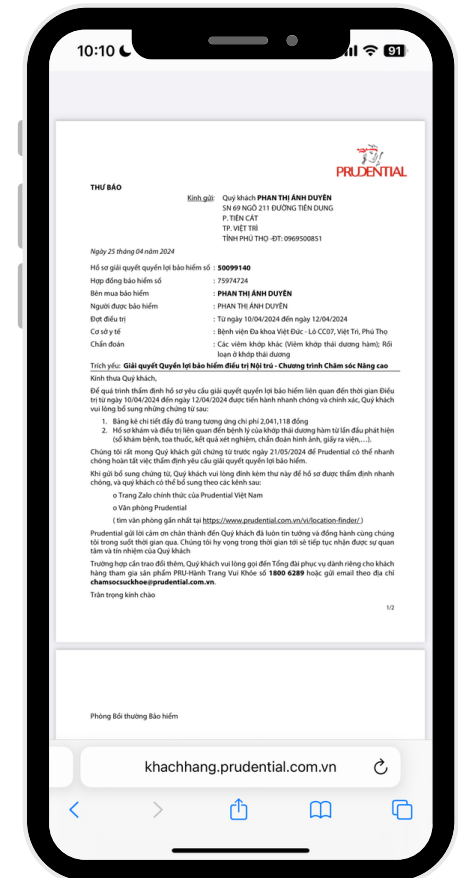 10:10
91
PRUDENTIAL
THƯ BÁO
Kính gửi: Quý khách PHAN THỊ ÁNH DUYÊN
SN 69 NGÕ 211 ĐƯỜNG TIÊN DUNG
P. TIÊN CÁT
TP. VIỆT TRÌ
TỈNH PHÚ THỌ -ĐT: 0969500851
Ngày 25 tháng 04 năm 2024
Hồ sơ giải quyết quyền lợi bảo hiểm số : 50099140
Hợp đồng bảo hiểm số : 75974724
Bên mua bảo hiểm : PHAN THỊ ÁNH DUYÊN
Người được bảo hiểm : PHAN THỊ ÁNH DUYÊN
Đợt điều trị : Từ ngày 10/04/2024 đến ngày 12/04/2024
Cơ sở y tế : Bệnh viện Đa khoa Việt Đức - Lô CC07, Việt Trì, Phú Thọ
Chẩn đoán : Các viêm khớp khác (Viêm khớp thái dương hàm); Rối
loạn ở khớp thái dương
Trích yếu: Giải quyết Quyền lợi bảo hiểm điều trị Nội trú - Chương trình Chăm sóc Nâng cao
Kính thưa Quý khách,
Để quá trình thẩm định hồ sơ yêu cầu giải quyết quyền lợi bảo hiểm liên quan đến thời gian Điều
trị từ ngày 10/04/2024 đến ngày 12/04/2024 được tiến hành nhanh chóng và chính xác, Quý khách
vui lòng bổ sung những chứng từ sau:
1. Bảng kê chi tiết đầy đủ trang tương ứng chi phí 2,041,118 đồng
2. Hồ sơ khám và điều trị liên quan đến bệnh lý của khớp thái dương hàm từ lần đầu phát hiện
(sổ khám bệnh, toa thuốc, kết quả xét nghiệm, chẩn đoán hình ảnh, giấy ra viện,…).
Chúng tôi rất mong Quý khách gửi chứng từ trước ngày 21/05/2024 để Prudential có thể nhanh
chóng hoàn tất việc thẩm định yêu cầu giải quyết quyền lợi bảo hiểm.
Khi gửi bổ sung chứng từ, Quý khách vui lòng đính kèm thư này để hồ sơ được thẩm định nhanh
chóng, và quý khách có thể bổ sung theo các kênh sau:
o Trang Zalo chính thức của Prudential Việt Nam
o Văn phòng Prudential
( tìm văn phòng gần nhất tại https://www.prudential.com.vn/vi/location-finder/ )
Prudential gửi lời cảm ơn chân thành đến Quý khách đã luôn tin tưởng và đồng hành cùng chúng
tôi trong suốt thời gian qua. Chúng tôi hy vọng trong thời gian tới sẽ tiếp tục nhận được sự quan
tâm và tín nhiệm của Quý khách
Trường hợp cần trao đổi thêm, Quý khách vui lòng gọi đến Tổng đài phục vụ dành riêng cho khách
hàng tham gia sản phẩm PRU-Hành Trang Vui Khỏe số 1800 6289 hoặc gửi email theo địa chỉ
chamsocsuckhoe@prudential.com.vn.
Trân trọng kính chào
1/2
Phòng Bồi thường Bảo hiểm
khachhang.prudential.com.vn